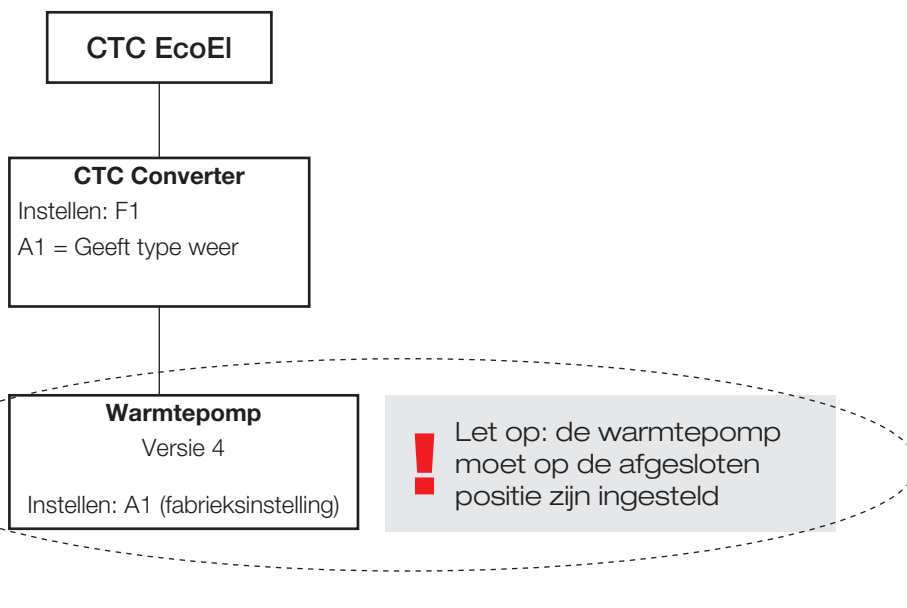 CTC EcoEl
CTC Converter
Instellen: F1
A1 = Geeft type weer
Warmtepomp
Versie 4
Instellen: A1 (fabrieksinstelling)
! Let op: de warmtepomp
moet op de afgesloten
positie zijn ingesteld